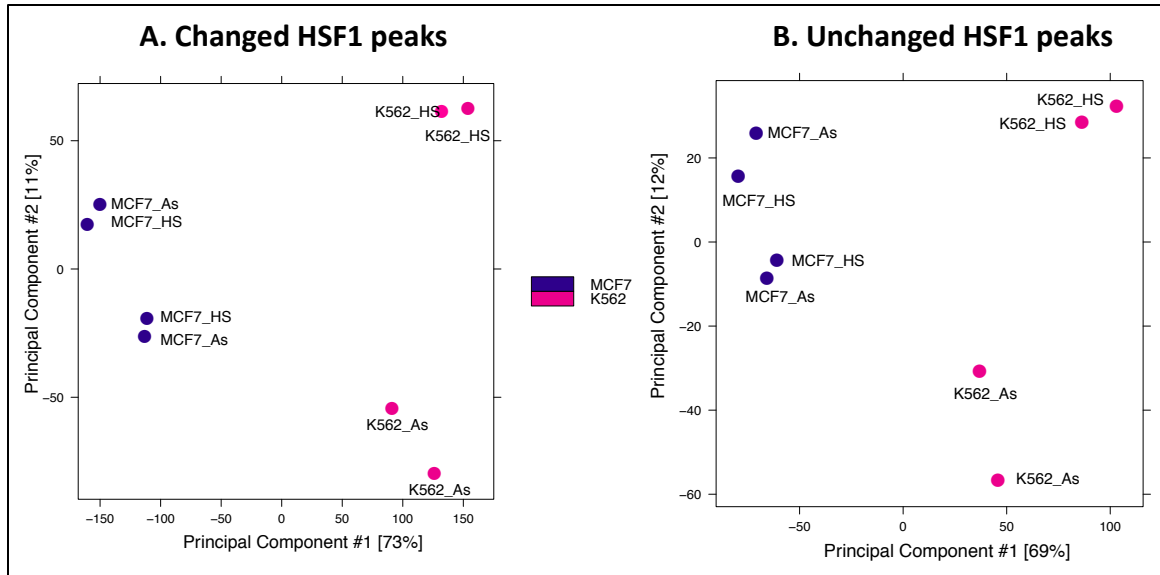 A. Changed HSF1 peaks
K562_HS
K562_HS
MCF7_As
MCF7_HS
MCF7_HS
MCF7_As
K562_As
K562_As
50
0
−50
−150
−100
−50
0
50
100
150
Principal Component #2 [11%]
Principal Component #1 [73%]
MCF7
K562
B. Unchanged HSF1 peaks
K562_HS
K562_HS
MCF7_As
MCF7_HS
MCF7_HS
MCF7_As
K562_As
K562_As
20
0
−20
−40
−60
−50
0
50
100
Principal Component #2 [12%]
Principal Component #1 [69%]